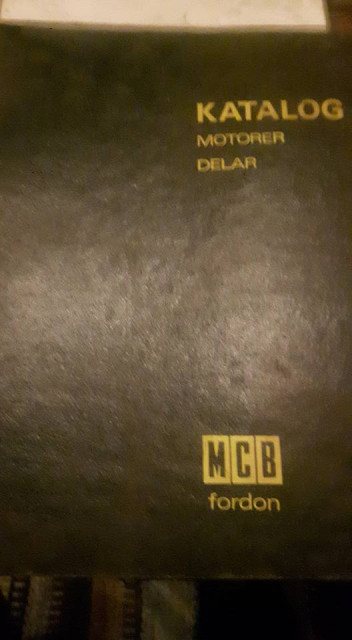 KATALOG
MOTORER
DELAR
MCB
fordon